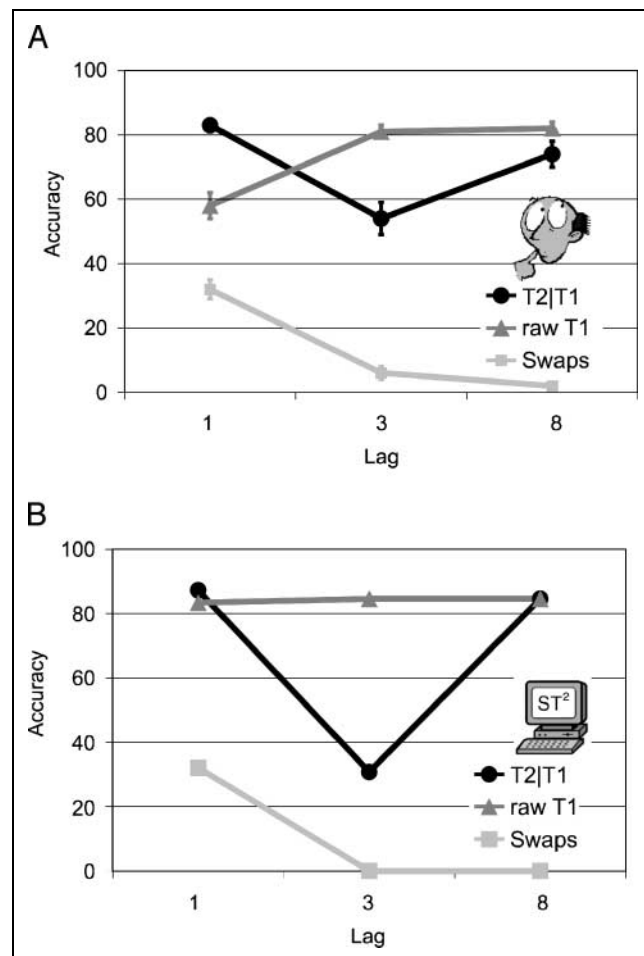 A
100
80
60
40
20
0
Accuracy
T2|T1
raw T1
Swaps
1 3 8
Lag
B
100
80
60
40
20
0
Accuracy
ST²
T2|T1
raw T1
Swaps
1 3 8
Lag